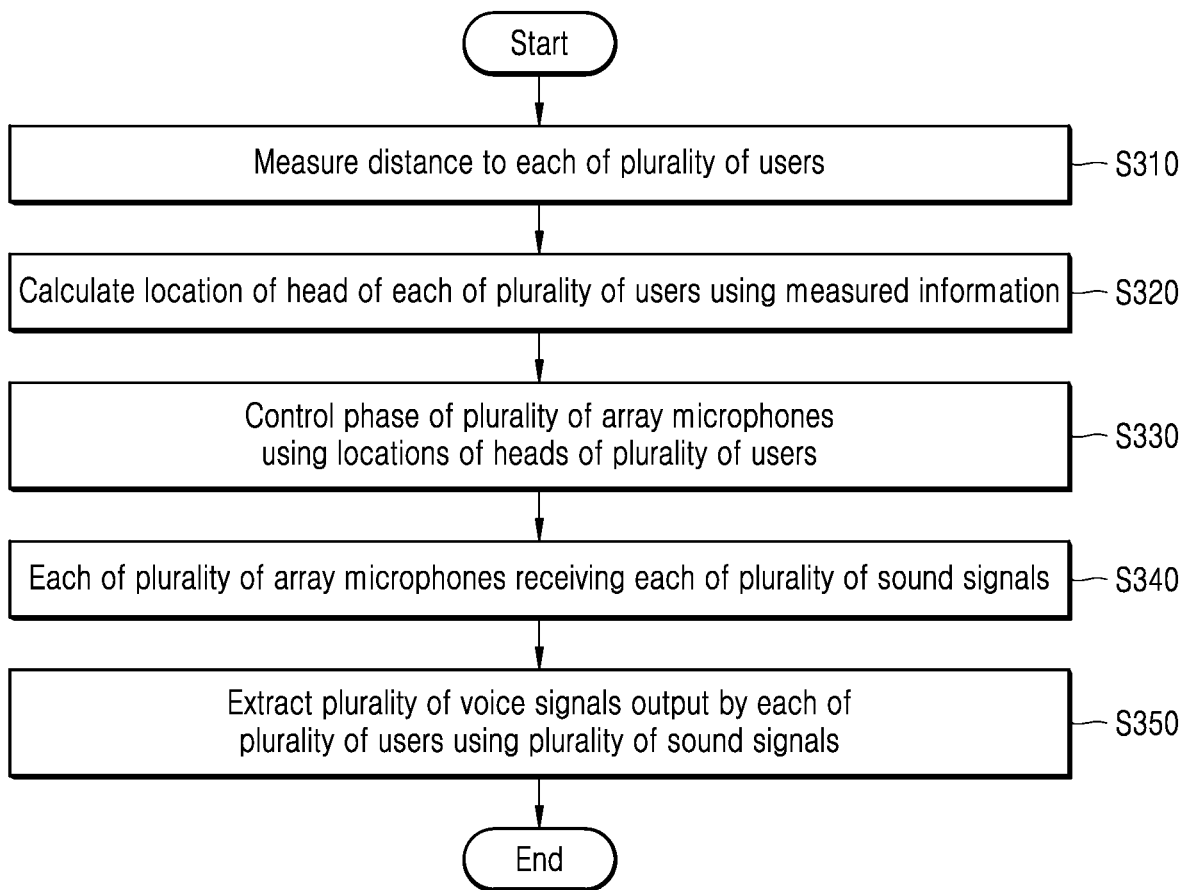 Start
Measure distance to each of plurality of users
S310
Calculate location of head of each of plurality of users using measured information
S320
Control phase of plurality of array microphones
using locations of heads of plurality of users
S330
Each of plurality of array microphones receiving each of plurality of sound signals
S340
Extract plurality of voice signals output by each of
plurality of users using plurality of sound signals
S350
End